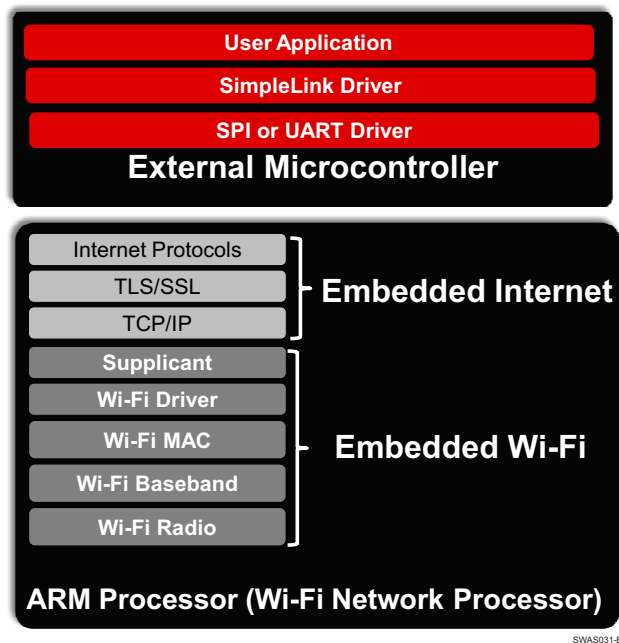 User Application
SimpleLink Driver
SPI or UART Driver
External Microcontroller
Internet Protocols
TLS/SSL
TCP/IP
Embedded Internet
Supplicant
Wi-Fi Driver
Wi-Fi MAC
Wi-Fi Baseband
Wi-Fi Radio
Embedded Wi-Fi
ARM Processor (Wi-Fi Network Processor)